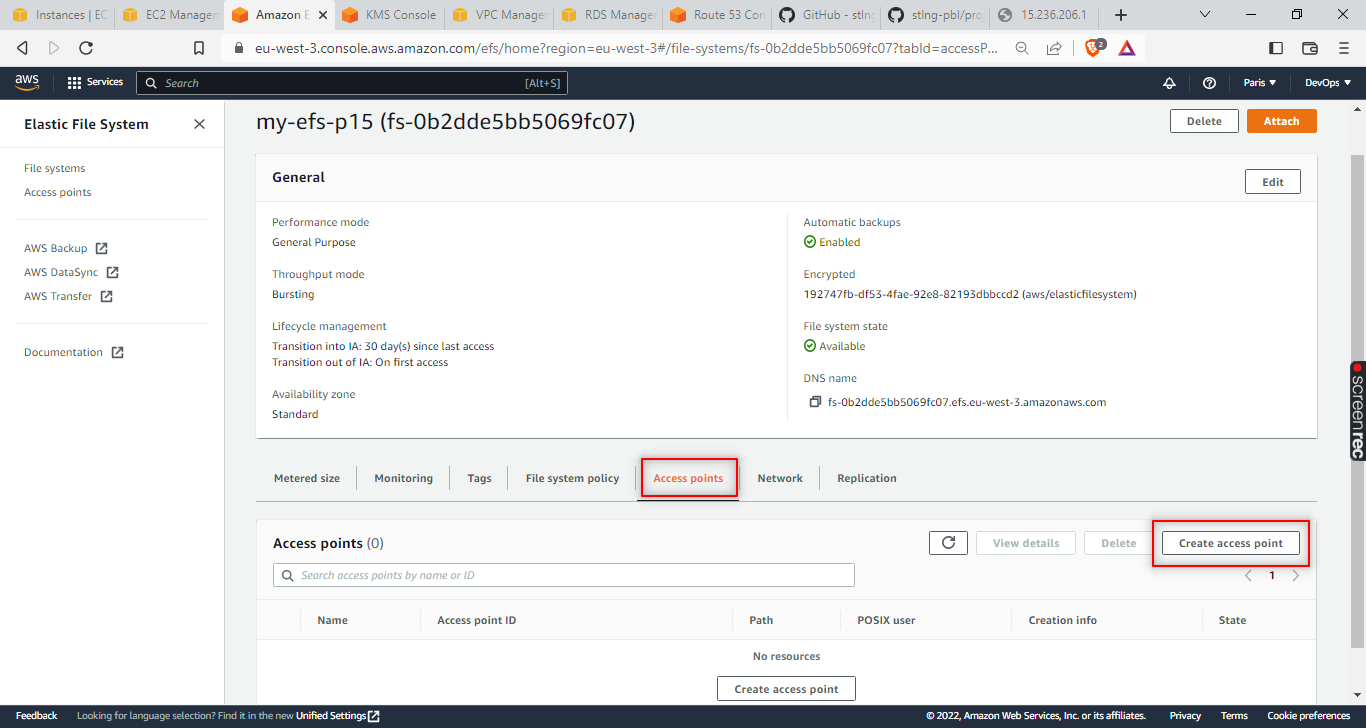 Instances | EC
EC2 Managem
Amazon E
KMS Console
VPC Manager
RDS Manager
Route 53 Con
GitHub - stlng
stlng-pbl/proj
15.236.206.1
eu-west-3.console.aws.amazon.com/efs/home?region=eu-west-3#/file-systems/fs-0b2dde5bb5069fc07?tabId=accessP...
2
aws
Services
Search
[Alt+S]
Paris
DevOps
Elastic File System
File systems
Access points
AWS Backup
AWS DataSync
AWS Transfer
Documentation
my-efs-p15 (fs-0b2dde5bb5069fc07)
Delete
Attach
General
Edit
Performance mode
General Purpose
Throughput mode
Bursting
Lifecycle management
Transition into IA: 30 day(s) since last access
Transition out of IA: On first access
Availability zone
Standard
Automatic backups
Enabled
Encrypted
192747fb-df53-4fae-92e8-82193dbbccd2 (aws/elasticfilesystem)
File system state
Available
DNS name
fs-0b2dde5bb5069fc07.efs.eu-west-3.amazonaws.com
Metered size
Monitoring
Tags
File system policy
Access points
Network
Replication
Access points (0)
View details
Delete
Create access point
Search access points by name or ID
1
Name
Access point ID
Path
POSIX user
Creation info
State
No resources
Create access point
screenrec
Feedback
Looking for language selection? Find it in the new Unified Settings
© 2022, Amazon Web Services, Inc. or its affiliates.
Privacy
Terms
Cookie preferences